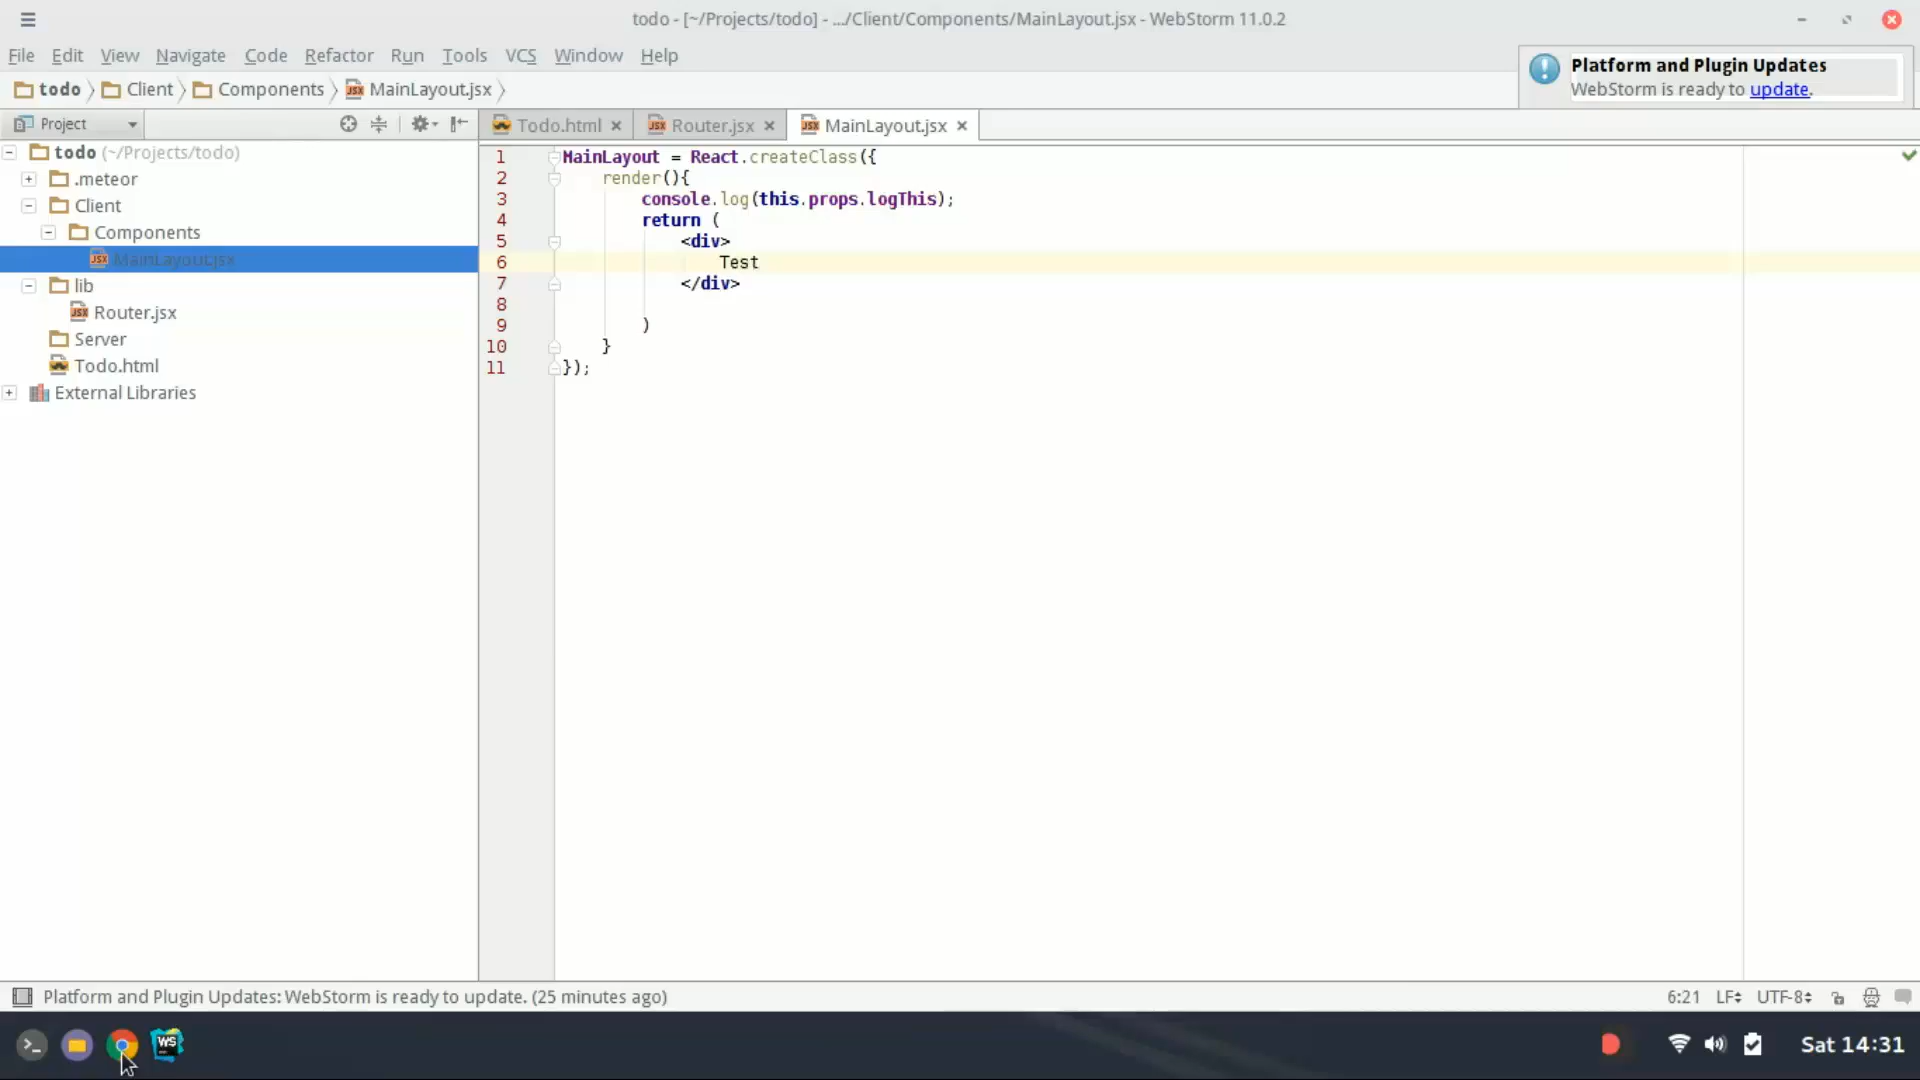 todo - [~/Projects/todo] - .../Client/Components/MainLayout.jsx - WebStorm 11.0.2
File Edit View Navigate Code Refactor Run Tools VCS Window Help
Platform and Plugin Updates
WebStorm is ready to update.
todo Client Components MainLayout.jsx
Project
Todo.html Router.jsx MainLayout.jsx
todo (~/Projects/todo)
.meteor
Client
Components
MainLayout.jsx
lib
Router.jsx
Server
Todo.html
External Libraries
1 MainLayout = React.createClass({
2 render(){
3 console.log(this.props.logThis);
4 return (
5 <div>
6 Test
7 </div>
8
9 )
10 }
11 });
Platform and Plugin Updates: WebStorm is ready to update. (25 minutes ago)
6:21 LF UTF-8
WS
Sat 14:31